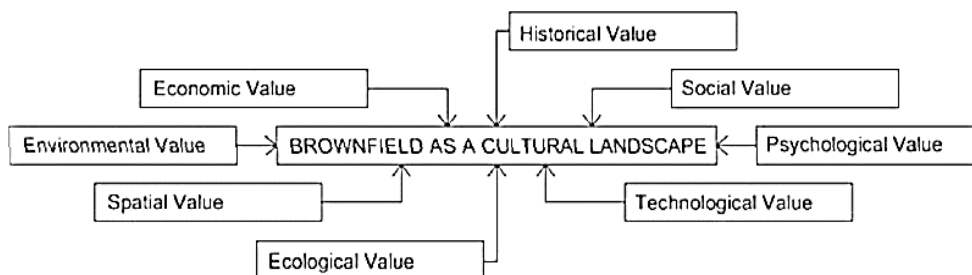 Historical Value
Economic Value
Social Value
Environmental Value
BROWNFIELD AS A CULTURAL LANDSCAPE
Psychological Value
Spatial Value
Technological Value
Ecological Value